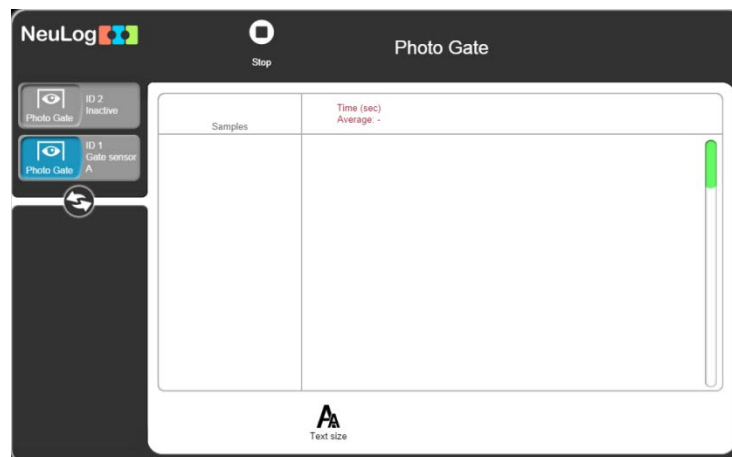 NeuLog
Stop
Photo Gate
Photo Gate
ID 2
Inactive
Photo Gate
ID 1
Gate sensor
A
Samples
Time (sec)
Average: -
Text size